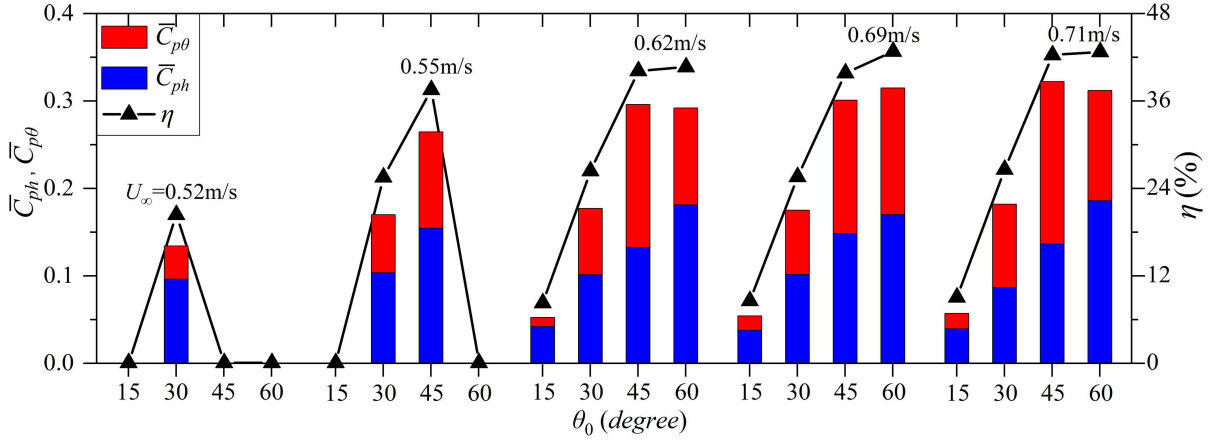 0.4
0.3
0.2
0.1
0.0
C̅ₚₕ, C̅ₚθ
C̅ₚθ
C̅ₚₕ
η
U∞=0.52m/s
0.55m/s
0.62m/s
0.69m/s
0.71m/s
48
36
24
12
0
η (%)
15 30 45 60 15 30 45 60 15 30 45 60 15 30 45 60 15 30 45 60
θ₀ (degree)